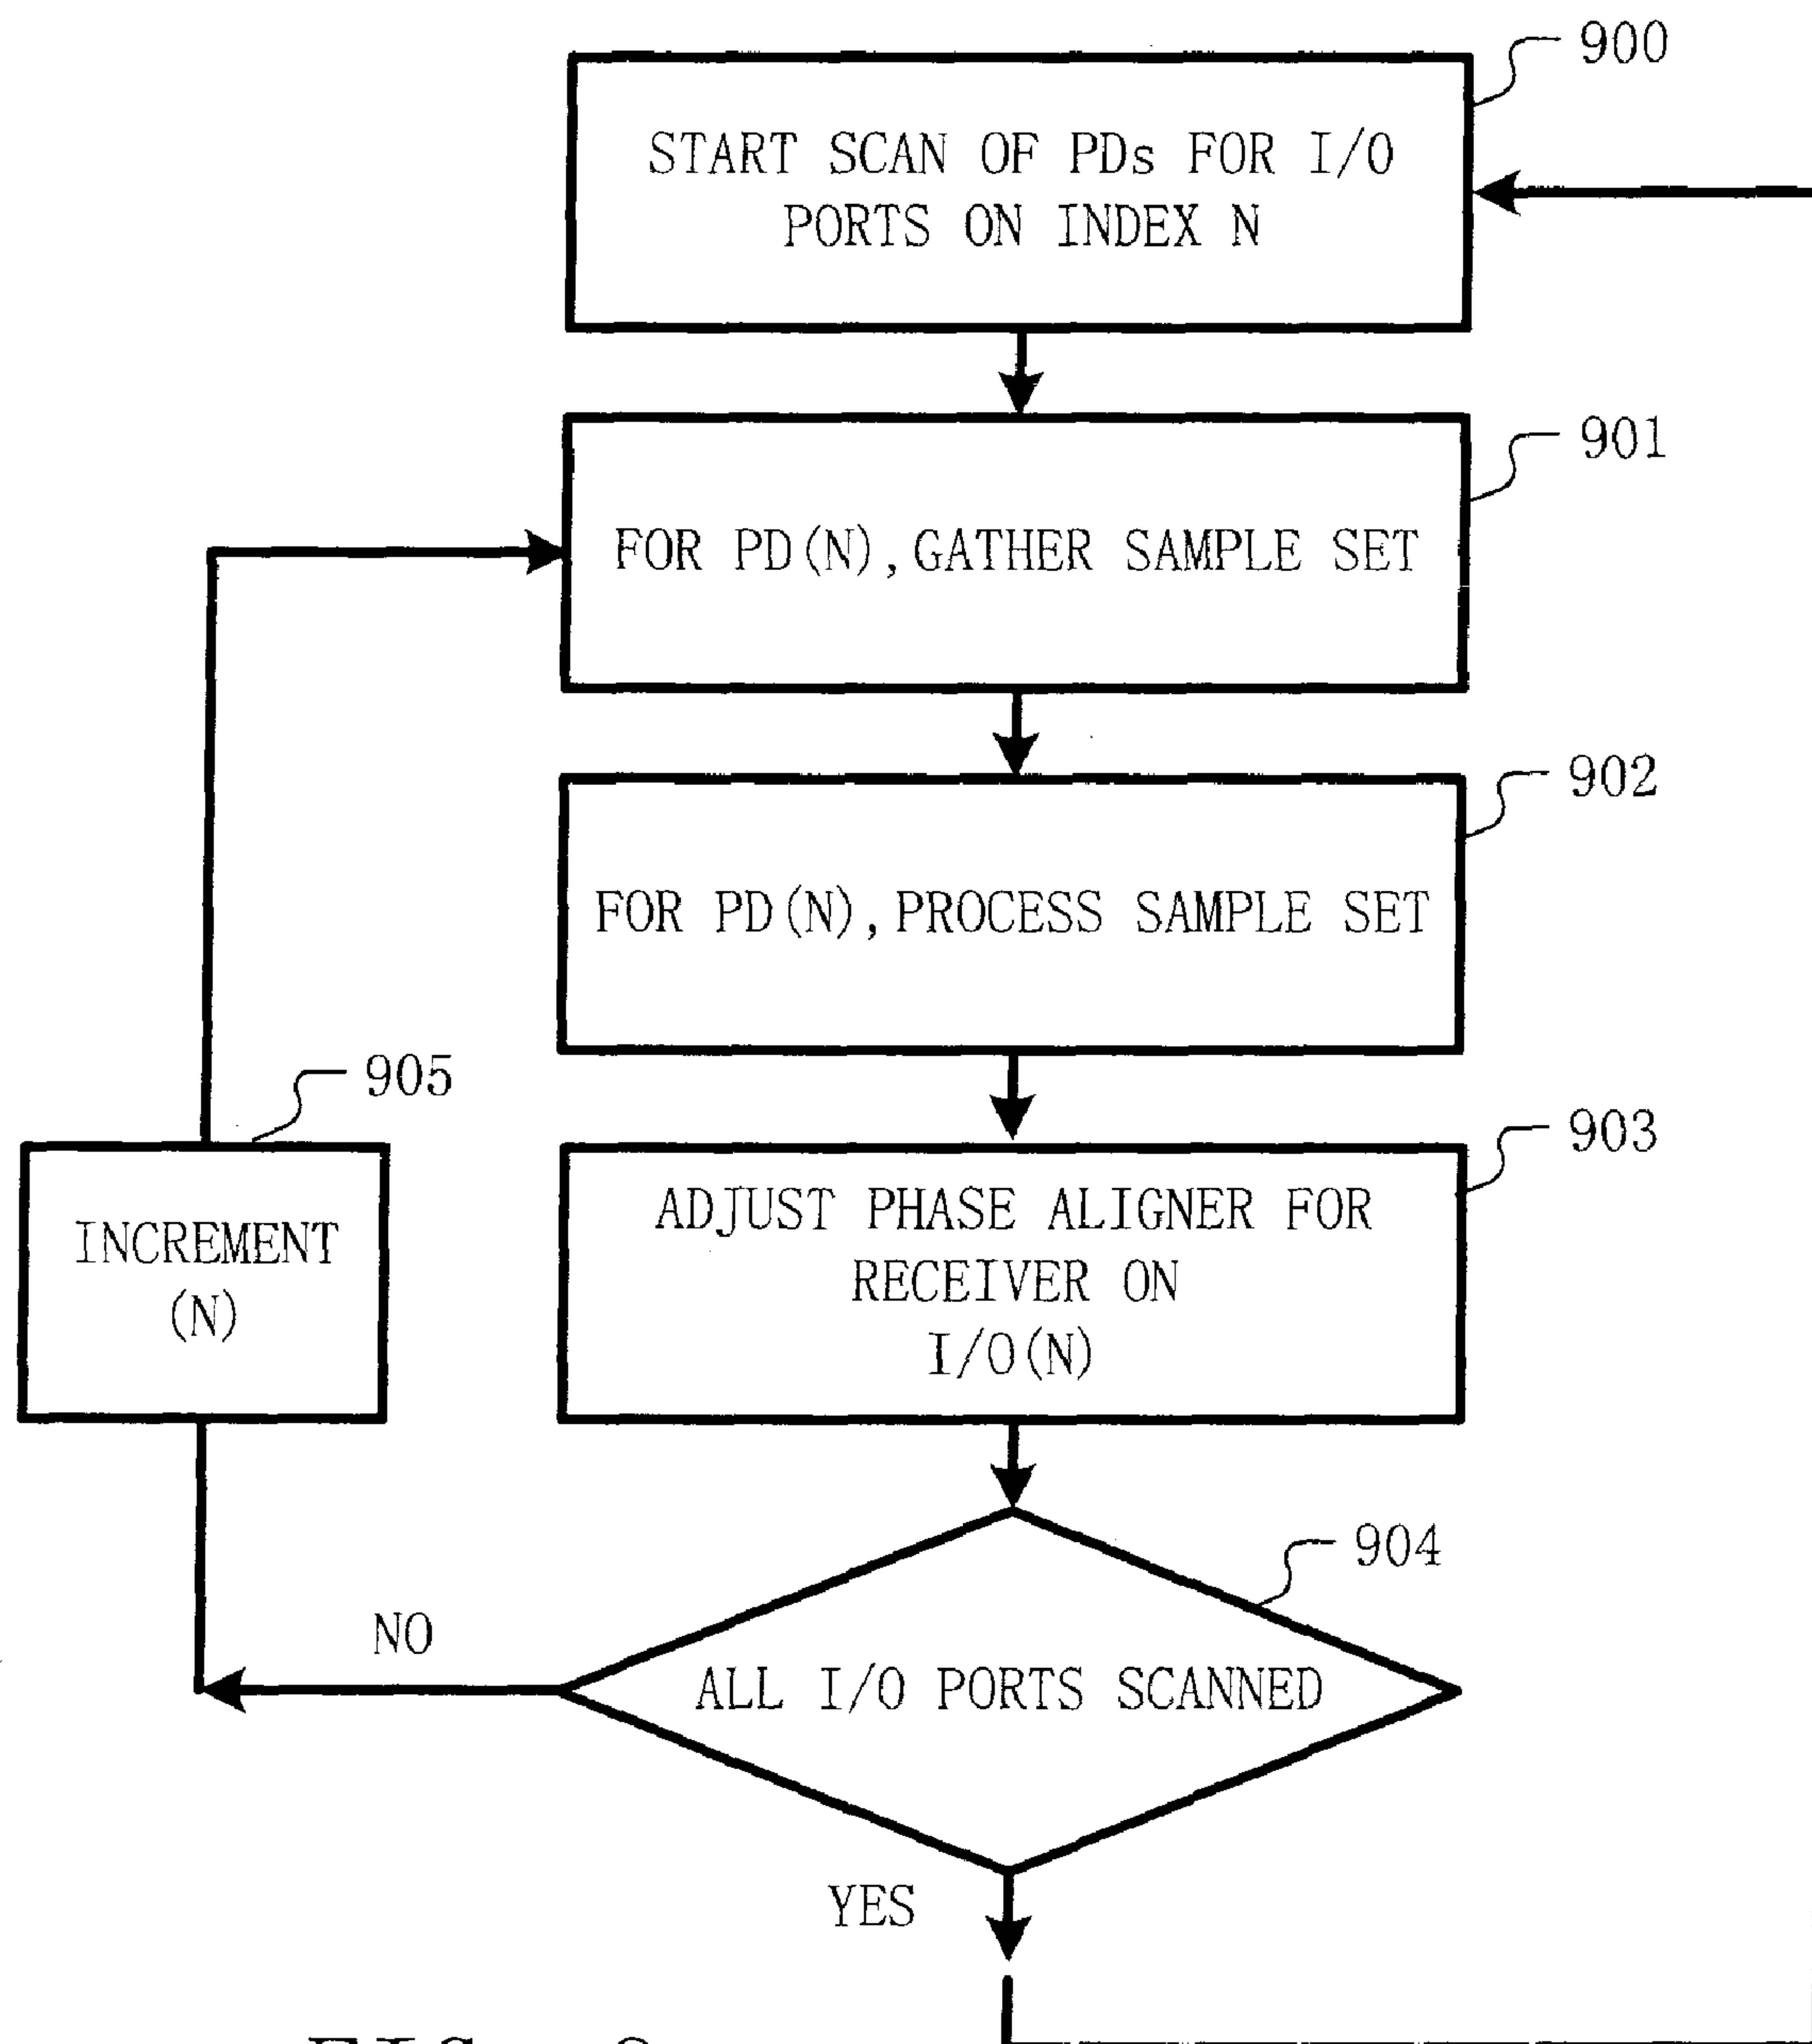 900
START SCAN OF PDs FOR I/O
PORTS ON INDEX N
901
FOR PD(N),GATHER SAMPLE SET
902
FOR PD(N),PROCESS SAMPLE SET
905
903
INCREMENT
(N)
ADJUST PHASE ALIGNER FOR
RECEIVER ON
I/O(N)
904
NO
ALL I/O PORTS SCANNED
YES